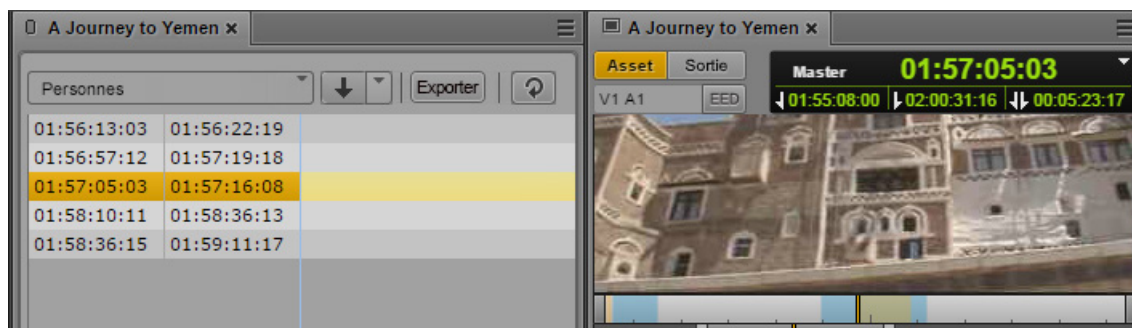 A Journey to Yemen ×
Personnes
Exporter
01:56:13:03 01:56:22:19
01:56:57:12 01:57:19:18
01:57:05:03 01:57:16:08
01:58:10:11 01:58:36:13
01:58:36:15 01:59:11:17
A Journey to Yemen ×
Asset Sortie
V1 A1 EED
Master 01:57:05:03
01:55:08:00 02:00:31:16 00:05:23:17